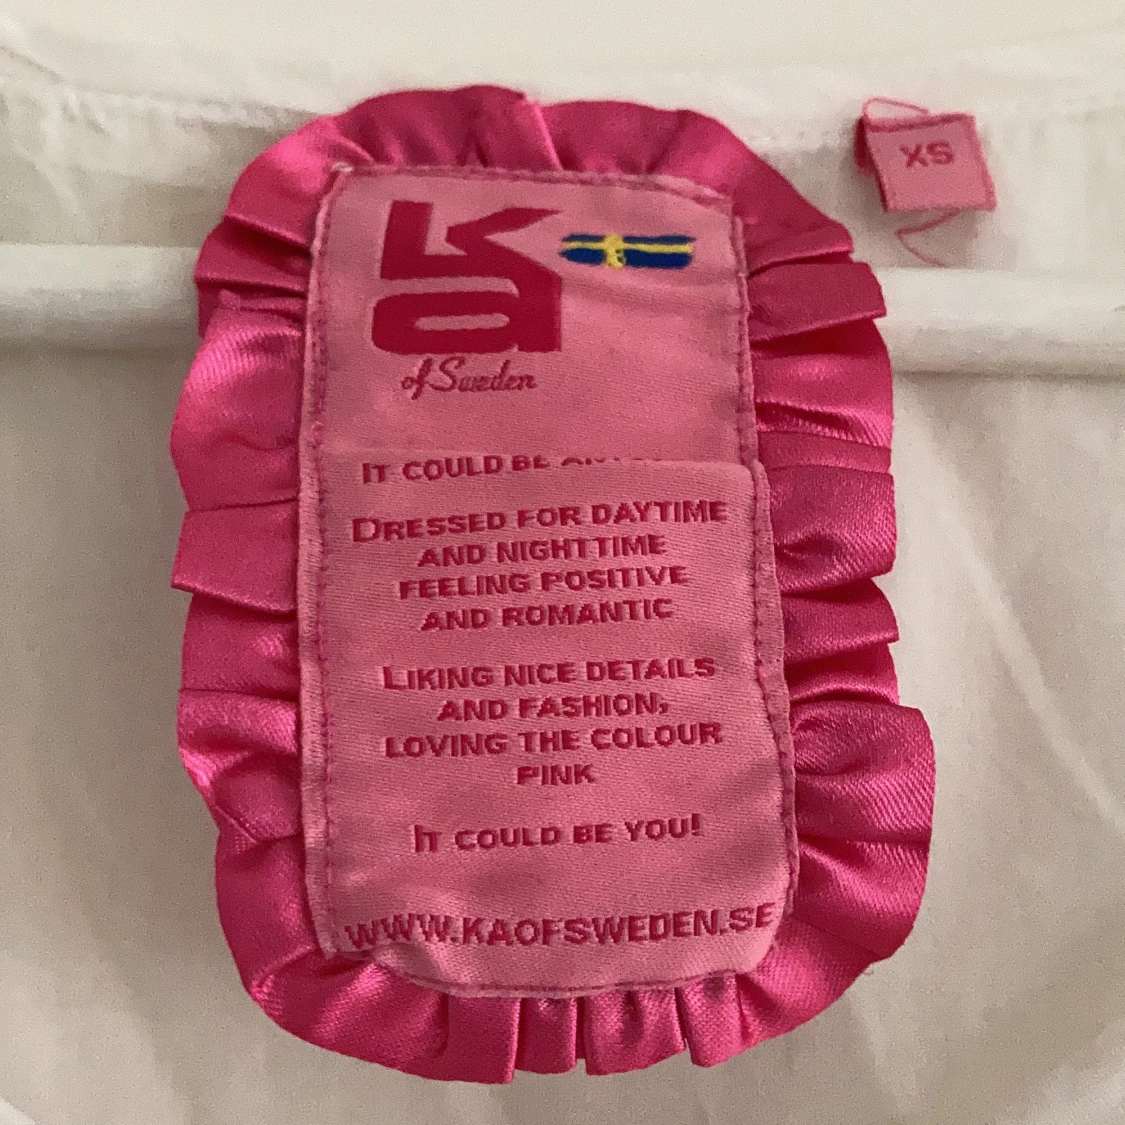 XS
Ka
of Sweden
IT COULD BE
DRESSED FOR DAYTIME
AND NIGHTTIME
FEELING POSITIVE
AND ROMANTIC
LIKING NICE DETAILS
AND FASHION,
LOVING THE COLOUR
PINK
IT COULD BE YOU!
WWW.KAOFSWEDEN.SE